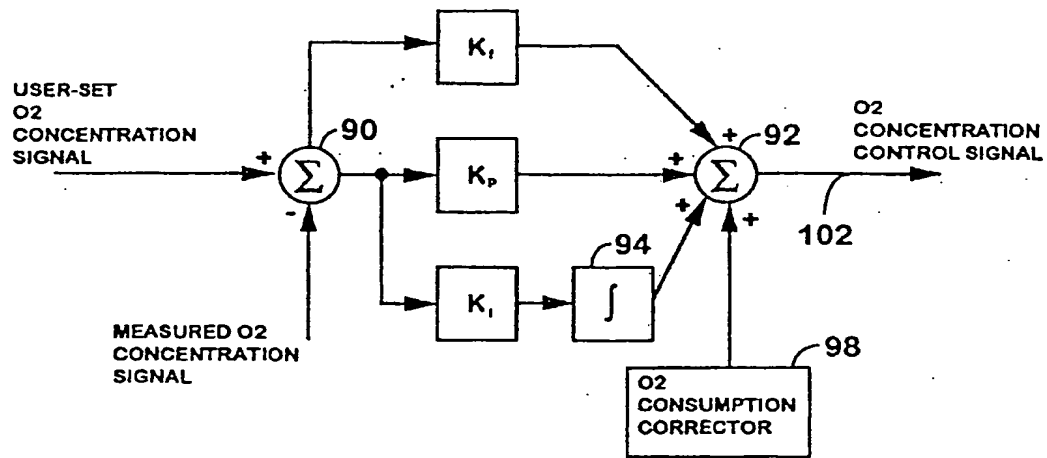 K_f
USER-SET
O2
CONCENTRATION
SIGNAL
90
+
Σ
-
K_P
+
+
+
+
Σ
92
O2
CONCENTRATION
CONTROL SIGNAL
102
K_I
94
∫
MEASURED O2
CONCENTRATION
SIGNAL
98
O2
CONSUMPTION
CORRECTOR